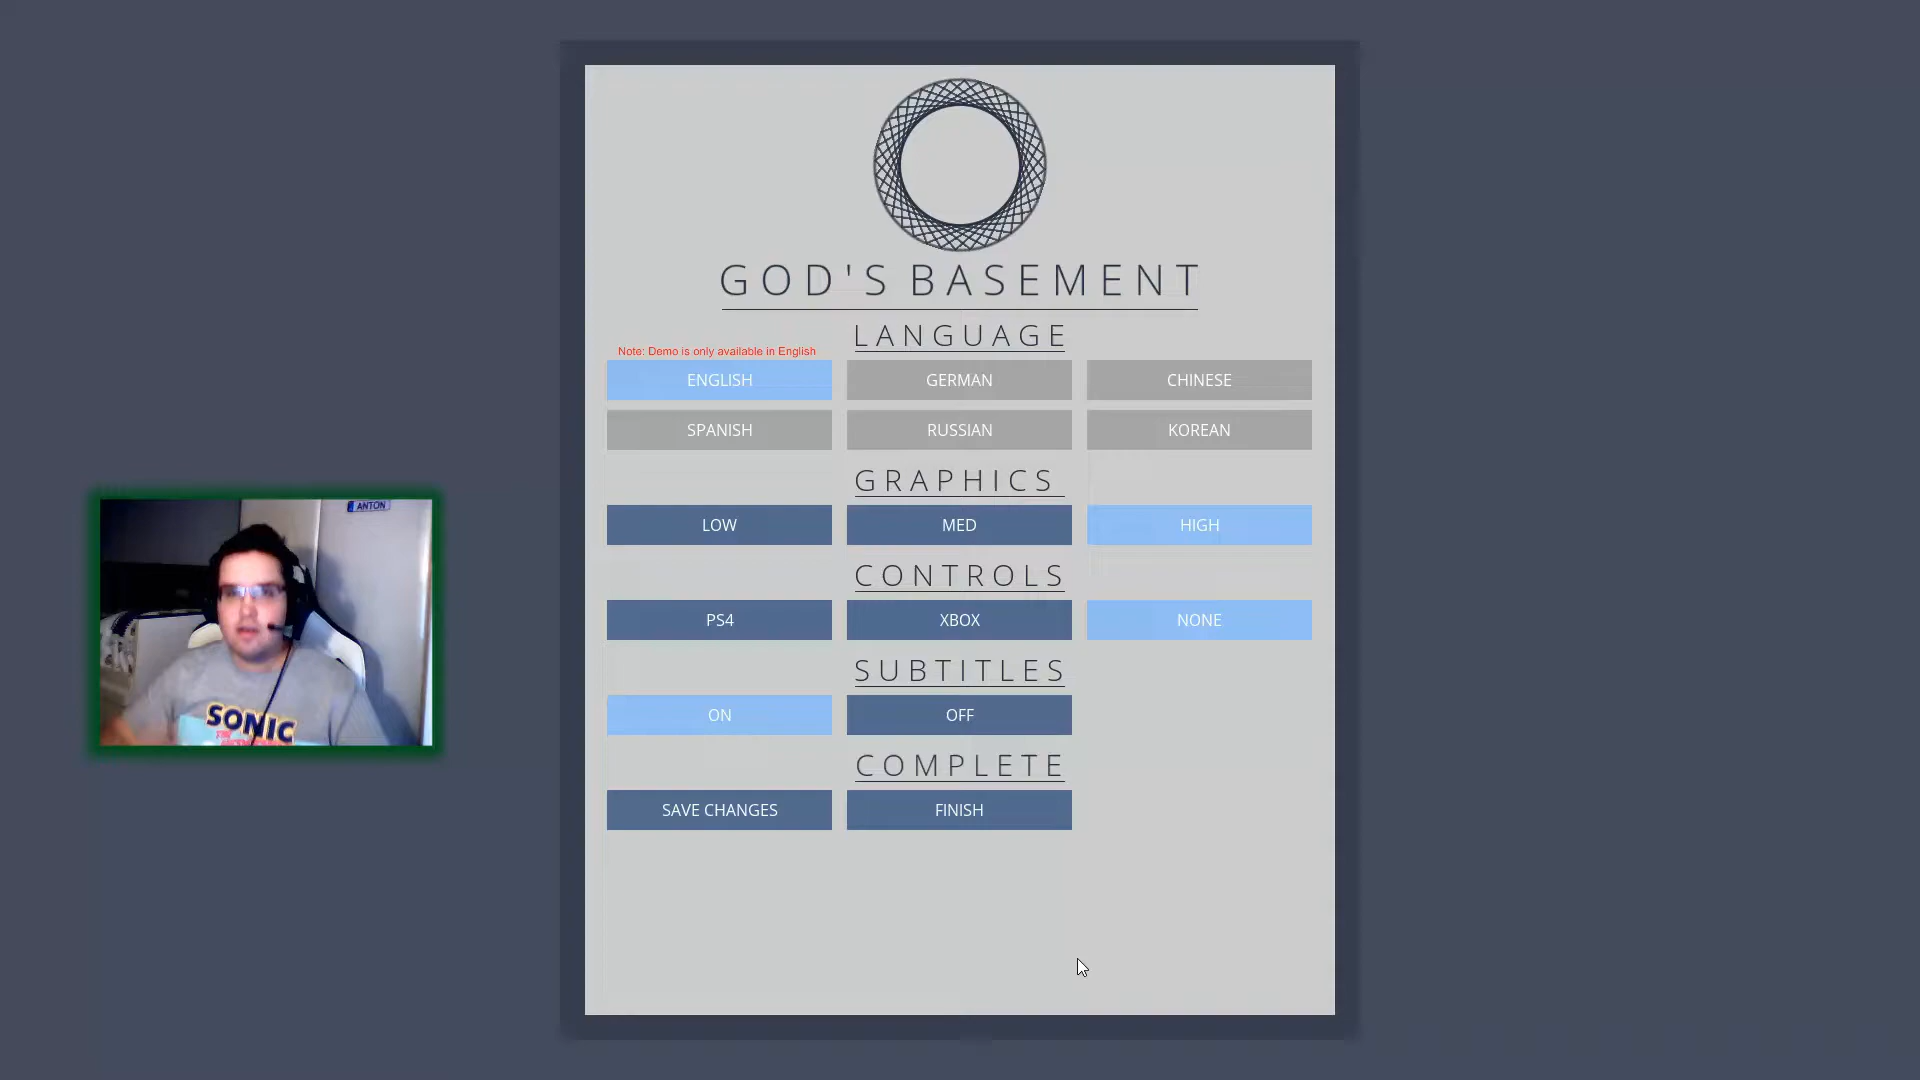 GOD'S BASEMENT
LANGUAGE
Note: Demo is only available in English
ENGLISH GERMAN CHINESE
SPANISH RUSSIAN KOREAN
GRAPHICS
LOW MED HIGH
CONTROLS
PS4 XBOX NONE
SUBTITLES
ON OFF
COMPLETE
SAVE CHANGES FINISH
ANTON
SONIC